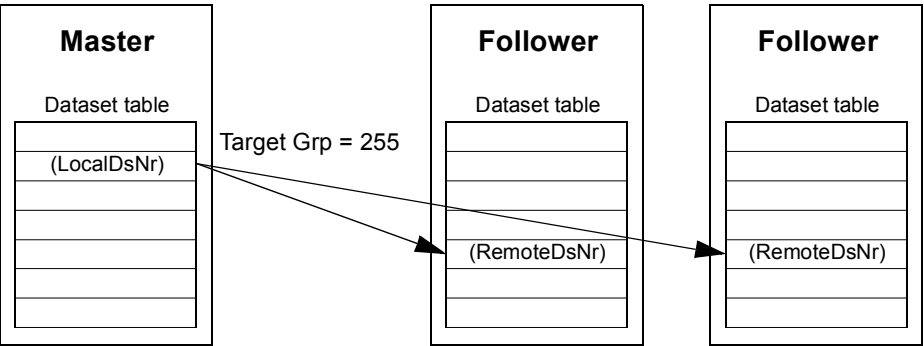 Master
Follower
Follower
Dataset table
Dataset table
Dataset table
Target Grp = 255
(LocalDsNr)
(RemoteDsNr)
(RemoteDsNr)